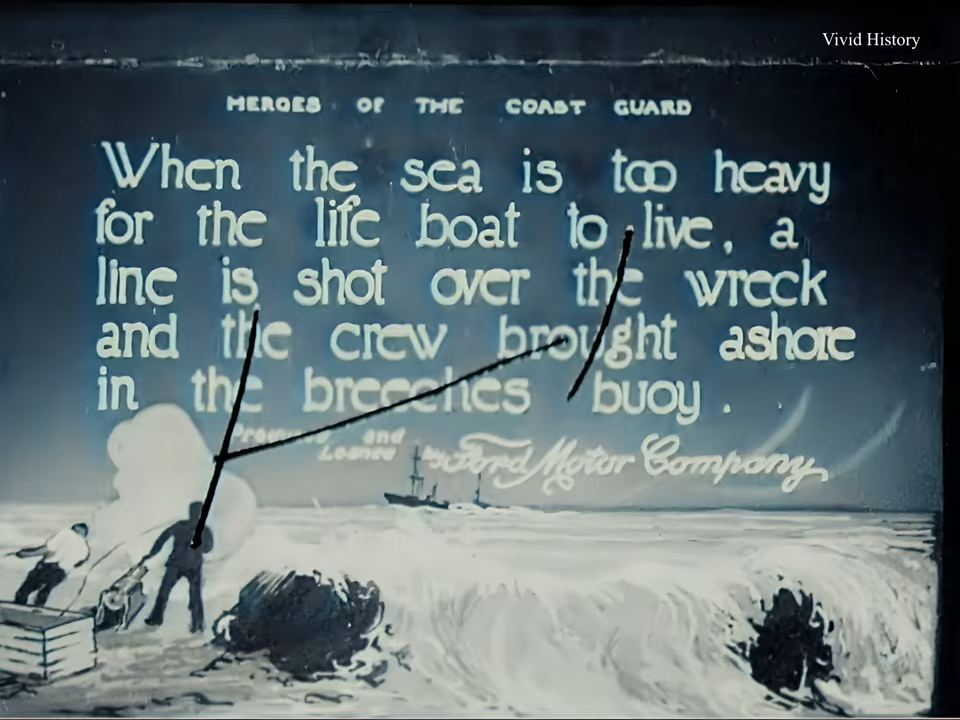 Vivid History
HEROES OF THE COAST GUARD
When the sea is too heavy
for the life boat to live, a
line is shot over the wreck
and the crew brought ashore
in the breeches buoy.
Produced and
Loaned by Ford Motor Company